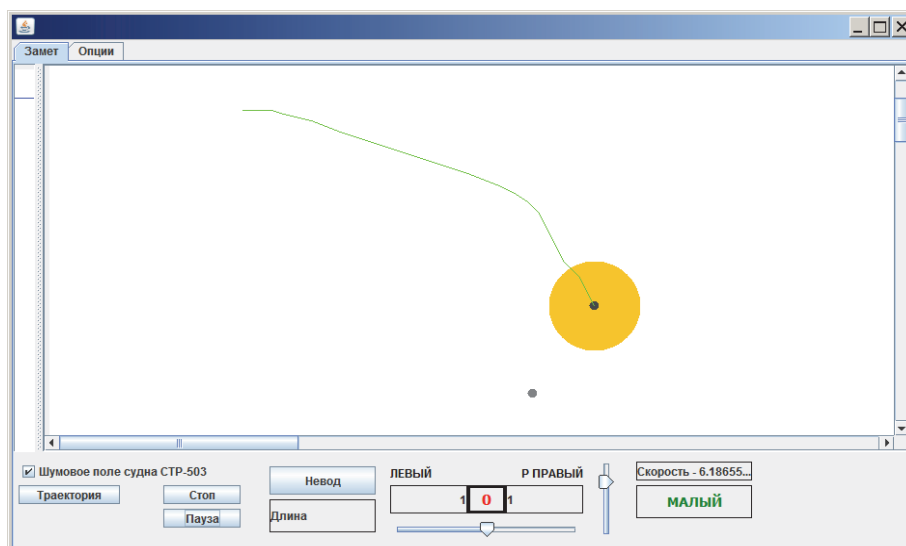 Замет Опции
Шумовое поле судна СТР-503
Траектория
Стоп
Пауза
Невод
Длина
ЛЕВЫЙ Р ПРАВЫЙ
1 0 1
Скорость - 6.18655...
МАЛЫЙ